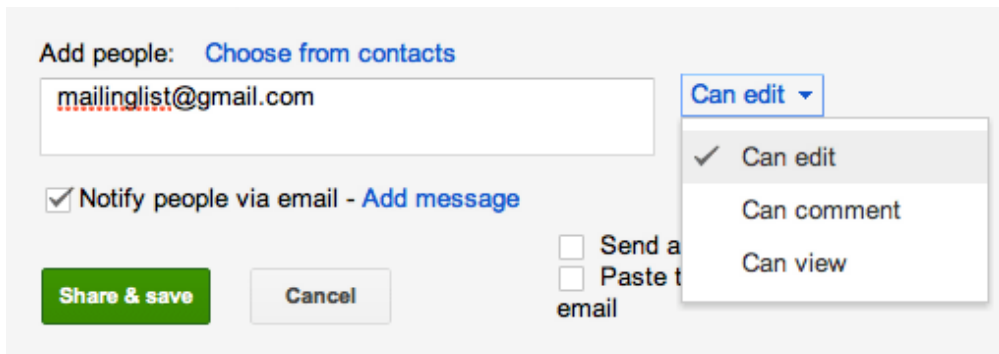 Add people: Choose from contacts
mailinglist@gmail.com
Can edit
Can edit
Can comment
Can view
Notify people via email - Add message
Send a
Paste t
email
Share & save
Cancel